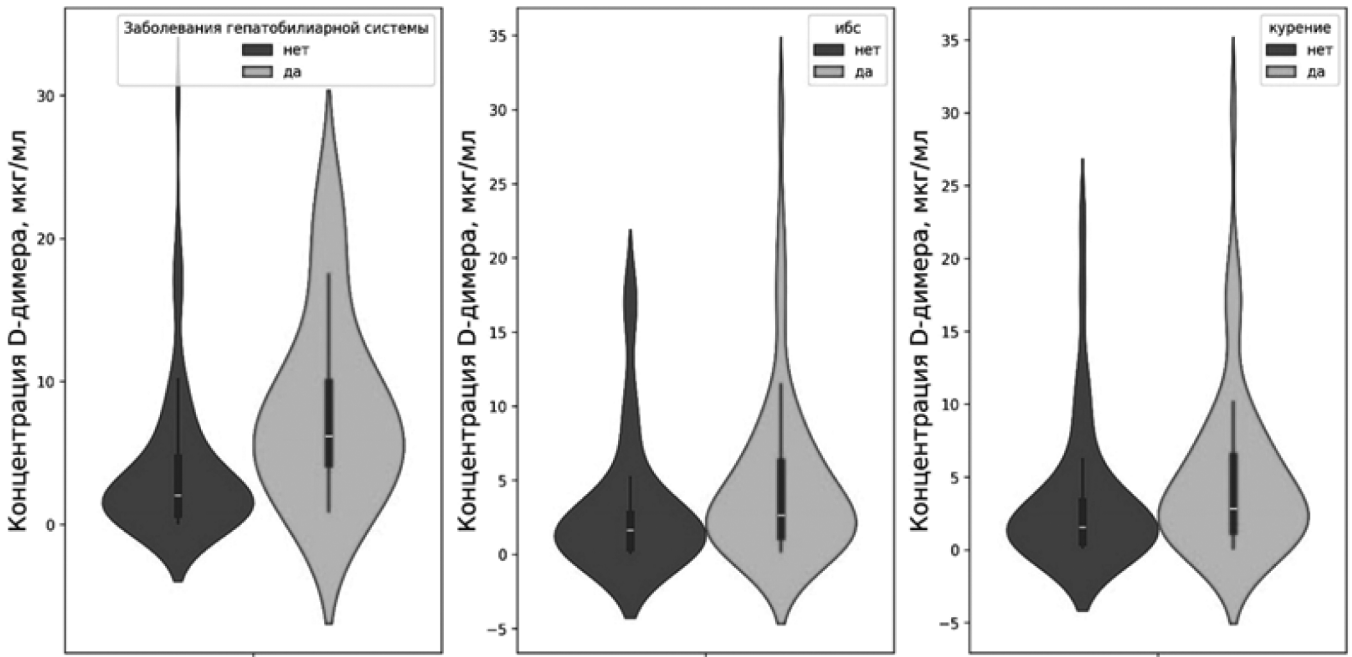 Концентрация D-димера, мкг/мл
30
20
10
0
Заболевания гепатобилиарной системы
нет
да
Концентрация D-димера, мкг/мл
35
30
25
20
15
10
5
0
−5
ибс
нет
да
Концентрация D-димера, мкг/мл
35
30
25
20
15
10
5
0
−5
курение
нет
да